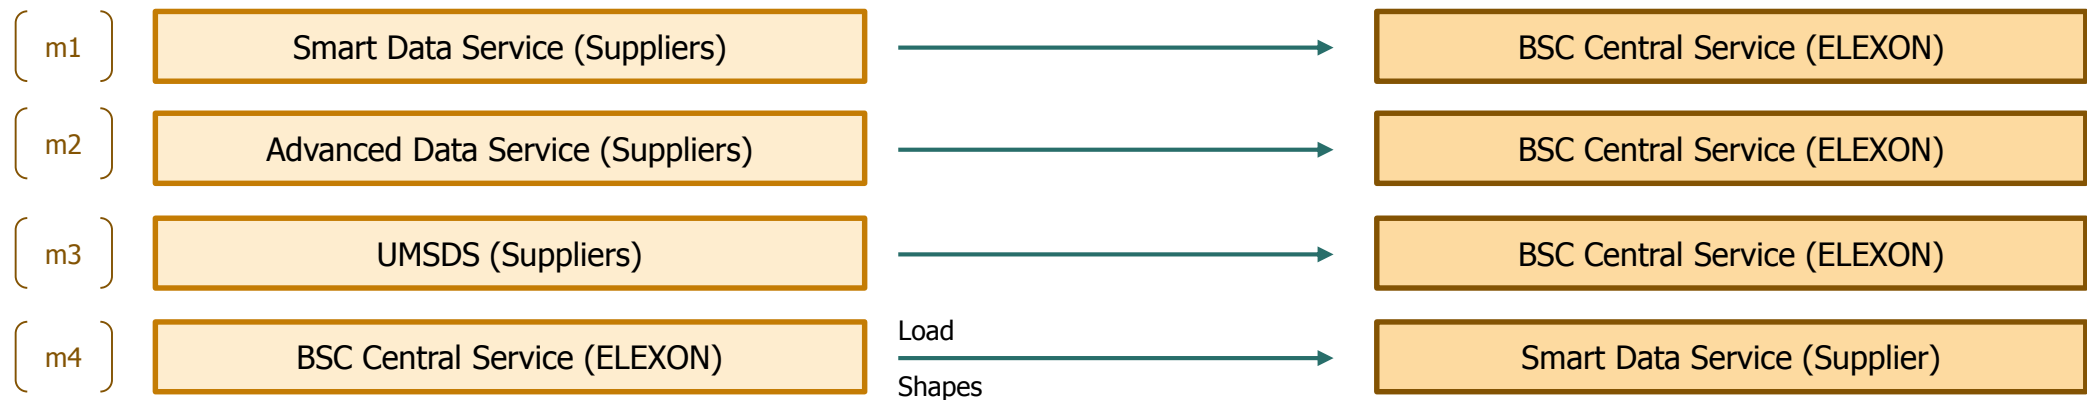 m1
Smart Data Service (Suppliers)
BSC Central Service (ELEXON)
m2
Advanced Data Service (Suppliers)
BSC Central Service (ELEXON)
m3
UMSDS (Suppliers)
BSC Central Service (ELEXON)
m4
BSC Central Service (ELEXON)
Load
Shapes
Smart Data Service (Supplier)